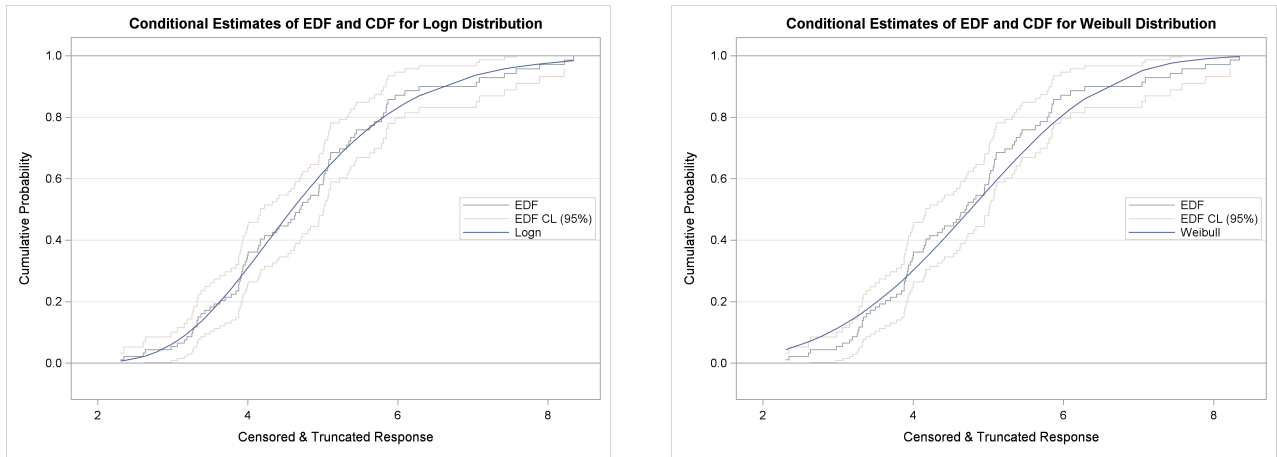 Conditional Estimates of EDF and CDF for Logn Distribution
1.0
0.8
0.6
0.4
0.2
0.0
Cumulative Probability
EDF
EDF CL (95%)
Logn
2
4
6
8
Censored & Truncated Response
Conditional Estimates of EDF and CDF for Weibull Distribution
1.0
0.8
0.6
0.4
0.2
0.0
Cumulative Probability
EDF
EDF CL (95%)
Weibull
2
4
6
8
Censored & Truncated Response